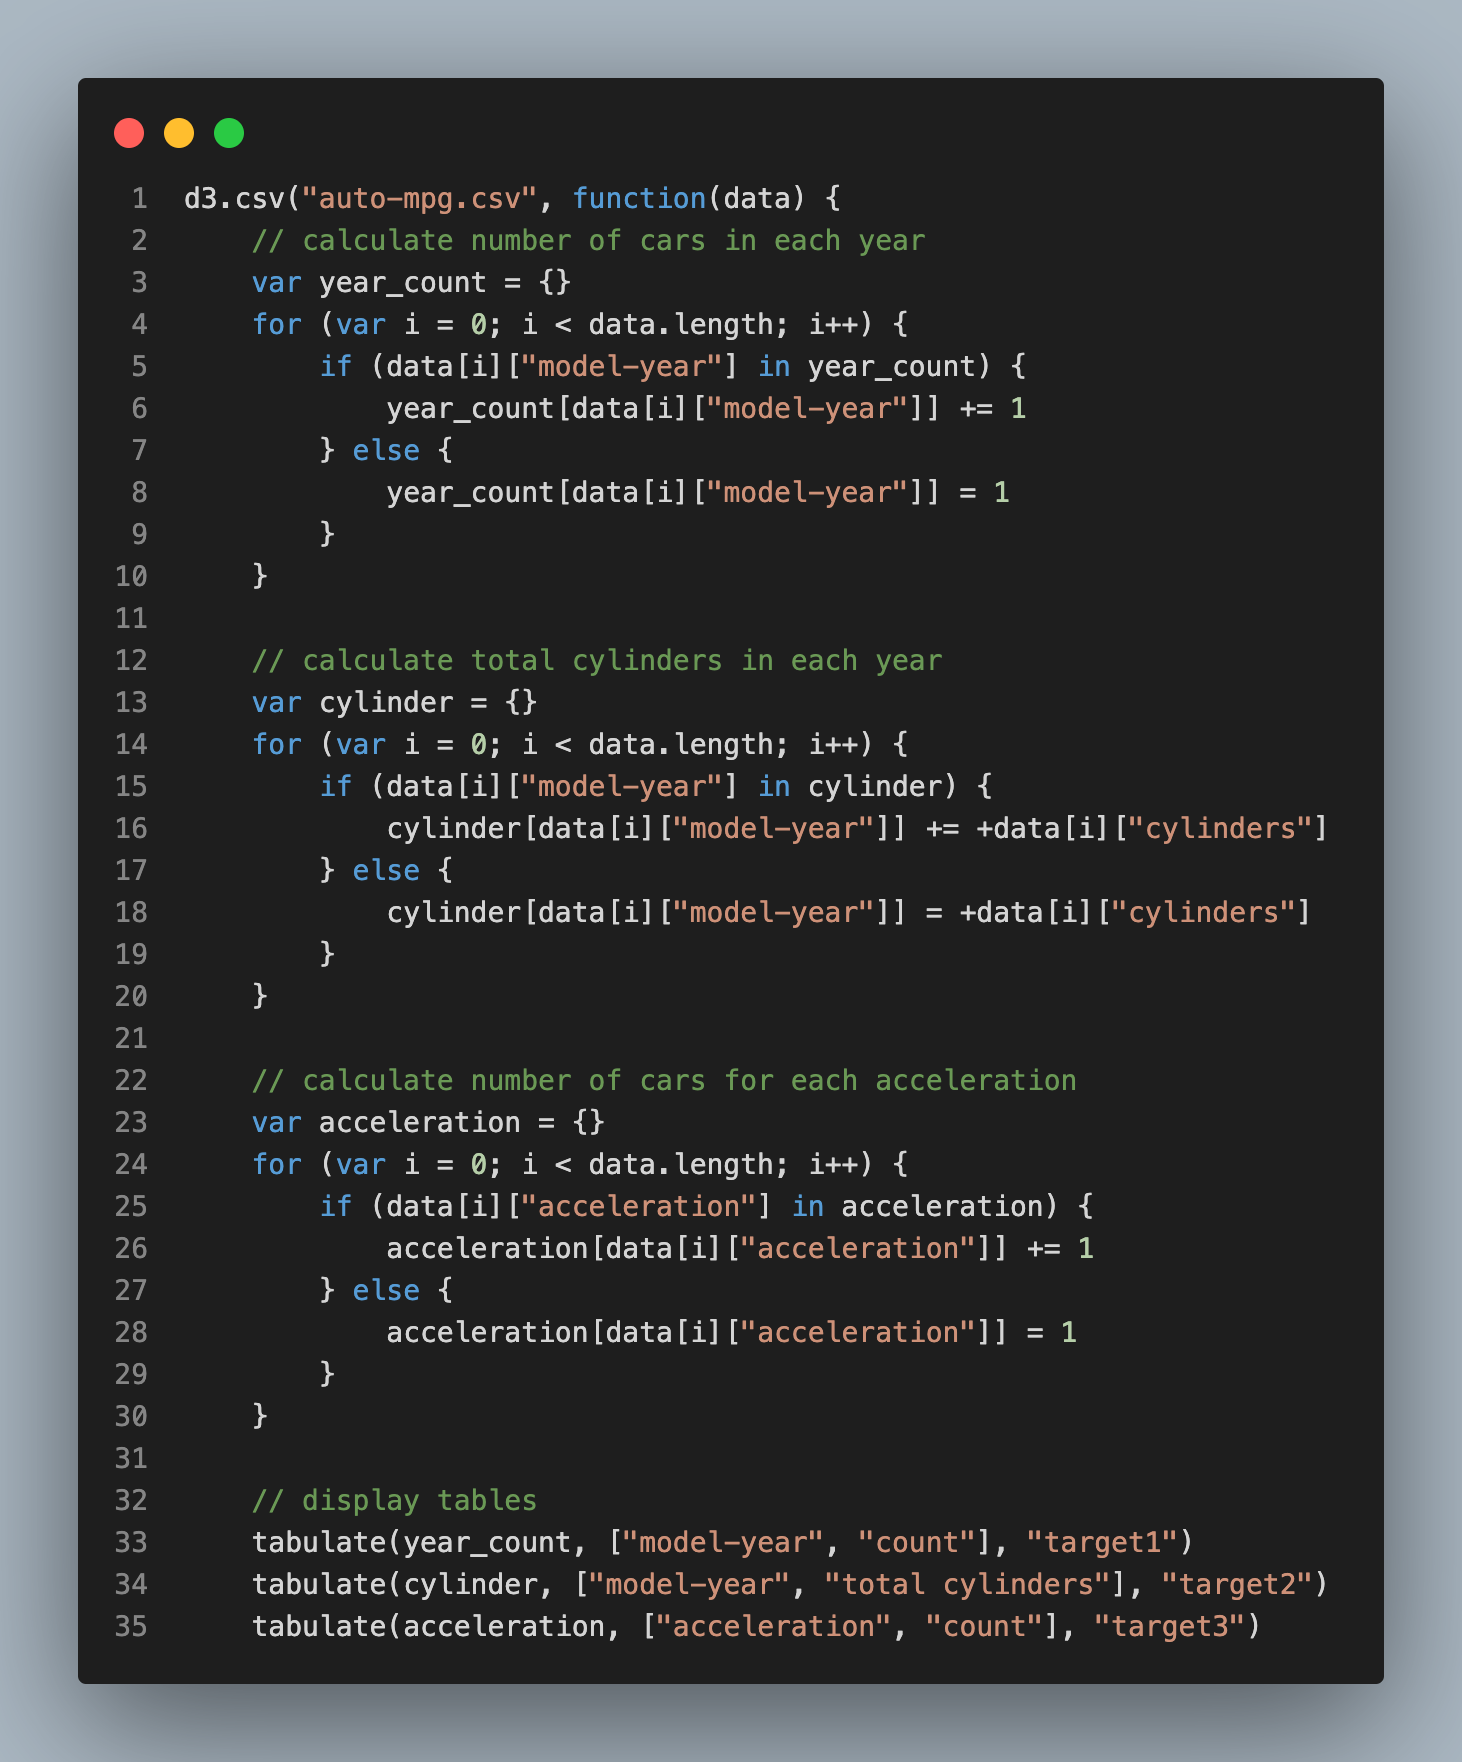 1 d3.csv("auto-mpg.csv", function(data) {
2     // calculate number of cars in each year
3     var year_count = {}
4     for (var i = 0; i < data.length; i++) {
5         if (data[i]["model-year"] in year_count) {
6             year_count[data[i]["model-year"]] += 1
7         } else {
8             year_count[data[i]["model-year"]] = 1
9         }
10     }
11
12     // calculate total cylinders in each year
13     var cylinder = {}
14     for (var i = 0; i < data.length; i++) {
15         if (data[i]["model-year"] in cylinder) {
16             cylinder[data[i]["model-year"]] += +data[i]["cylinders"]
17         } else {
18             cylinder[data[i]["model-year"]] = +data[i]["cylinders"]
19         }
20     }
21
22     // calculate number of cars for each acceleration
23     var acceleration = {}
24     for (var i = 0; i < data.length; i++) {
25         if (data[i]["acceleration"] in acceleration) {
26             acceleration[data[i]["acceleration"]] += 1
27         } else {
28             acceleration[data[i]["acceleration"]] = 1
29         }
30     }
31
32     // display tables
33     tabulate(year_count, ["model-year", "count"], "target1")
34     tabulate(cylinder, ["model-year", "total cylinders"], "target2")
35     tabulate(acceleration, ["acceleration", "count"], "target3")